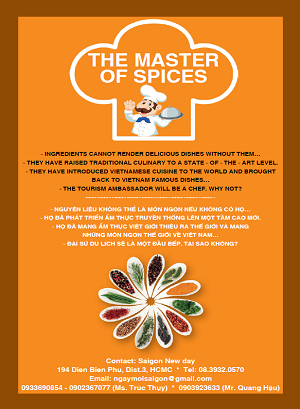 THE MASTER
OF SPICES
- INGREDIENTS CANNOT RENDER DELICIOUS DISHES WITHOUT THEM...
- THEY HAVE RAISED TRADITIONAL CULINARY TO A STATE - OF - THE - ART LEVEL.
- THEY HAVE INTRODUCED VIETNAMESE CUISINE TO THE WORLD AND BROUGHT
BACK TO VIETNAM FAMOUS DISHES...
- THE TOURISM AMBASSADOR WILL BE A CHEF. WHY NOT?
- NGUYÊN LIỆU KHÔNG THỂ LÀ MÓN NGON NẾU KHÔNG CÓ HỌ...
- HỌ ĐÃ PHÁT TRIỂN ẨM THỰC TRUYỀN THỐNG LÊN MỘT TẦM CAO MỚI.
- HỌ ĐÃ MANG ẨM THỰC VIỆT GIỚI THIỆU RA THẾ GIỚI VÀ MANG
NHỮNG MÓN NGON THẾ GIỚI VỀ VIỆT NAM...
- ĐẠI SỨ DU LỊCH SẼ LÀ MỘT ĐẦU BẾP. TẠI SAO KHÔNG?
Contact: Saigon New day
194 Dien Bien Phu, Dist.3, HCMC * Tel: 08.3932.0570
Email: ngaymoisaigon@gmail.com
0933690854 - 0902367077 (Ms. Truc Thuy) * 0903923633 (Mr. Quang Hau)